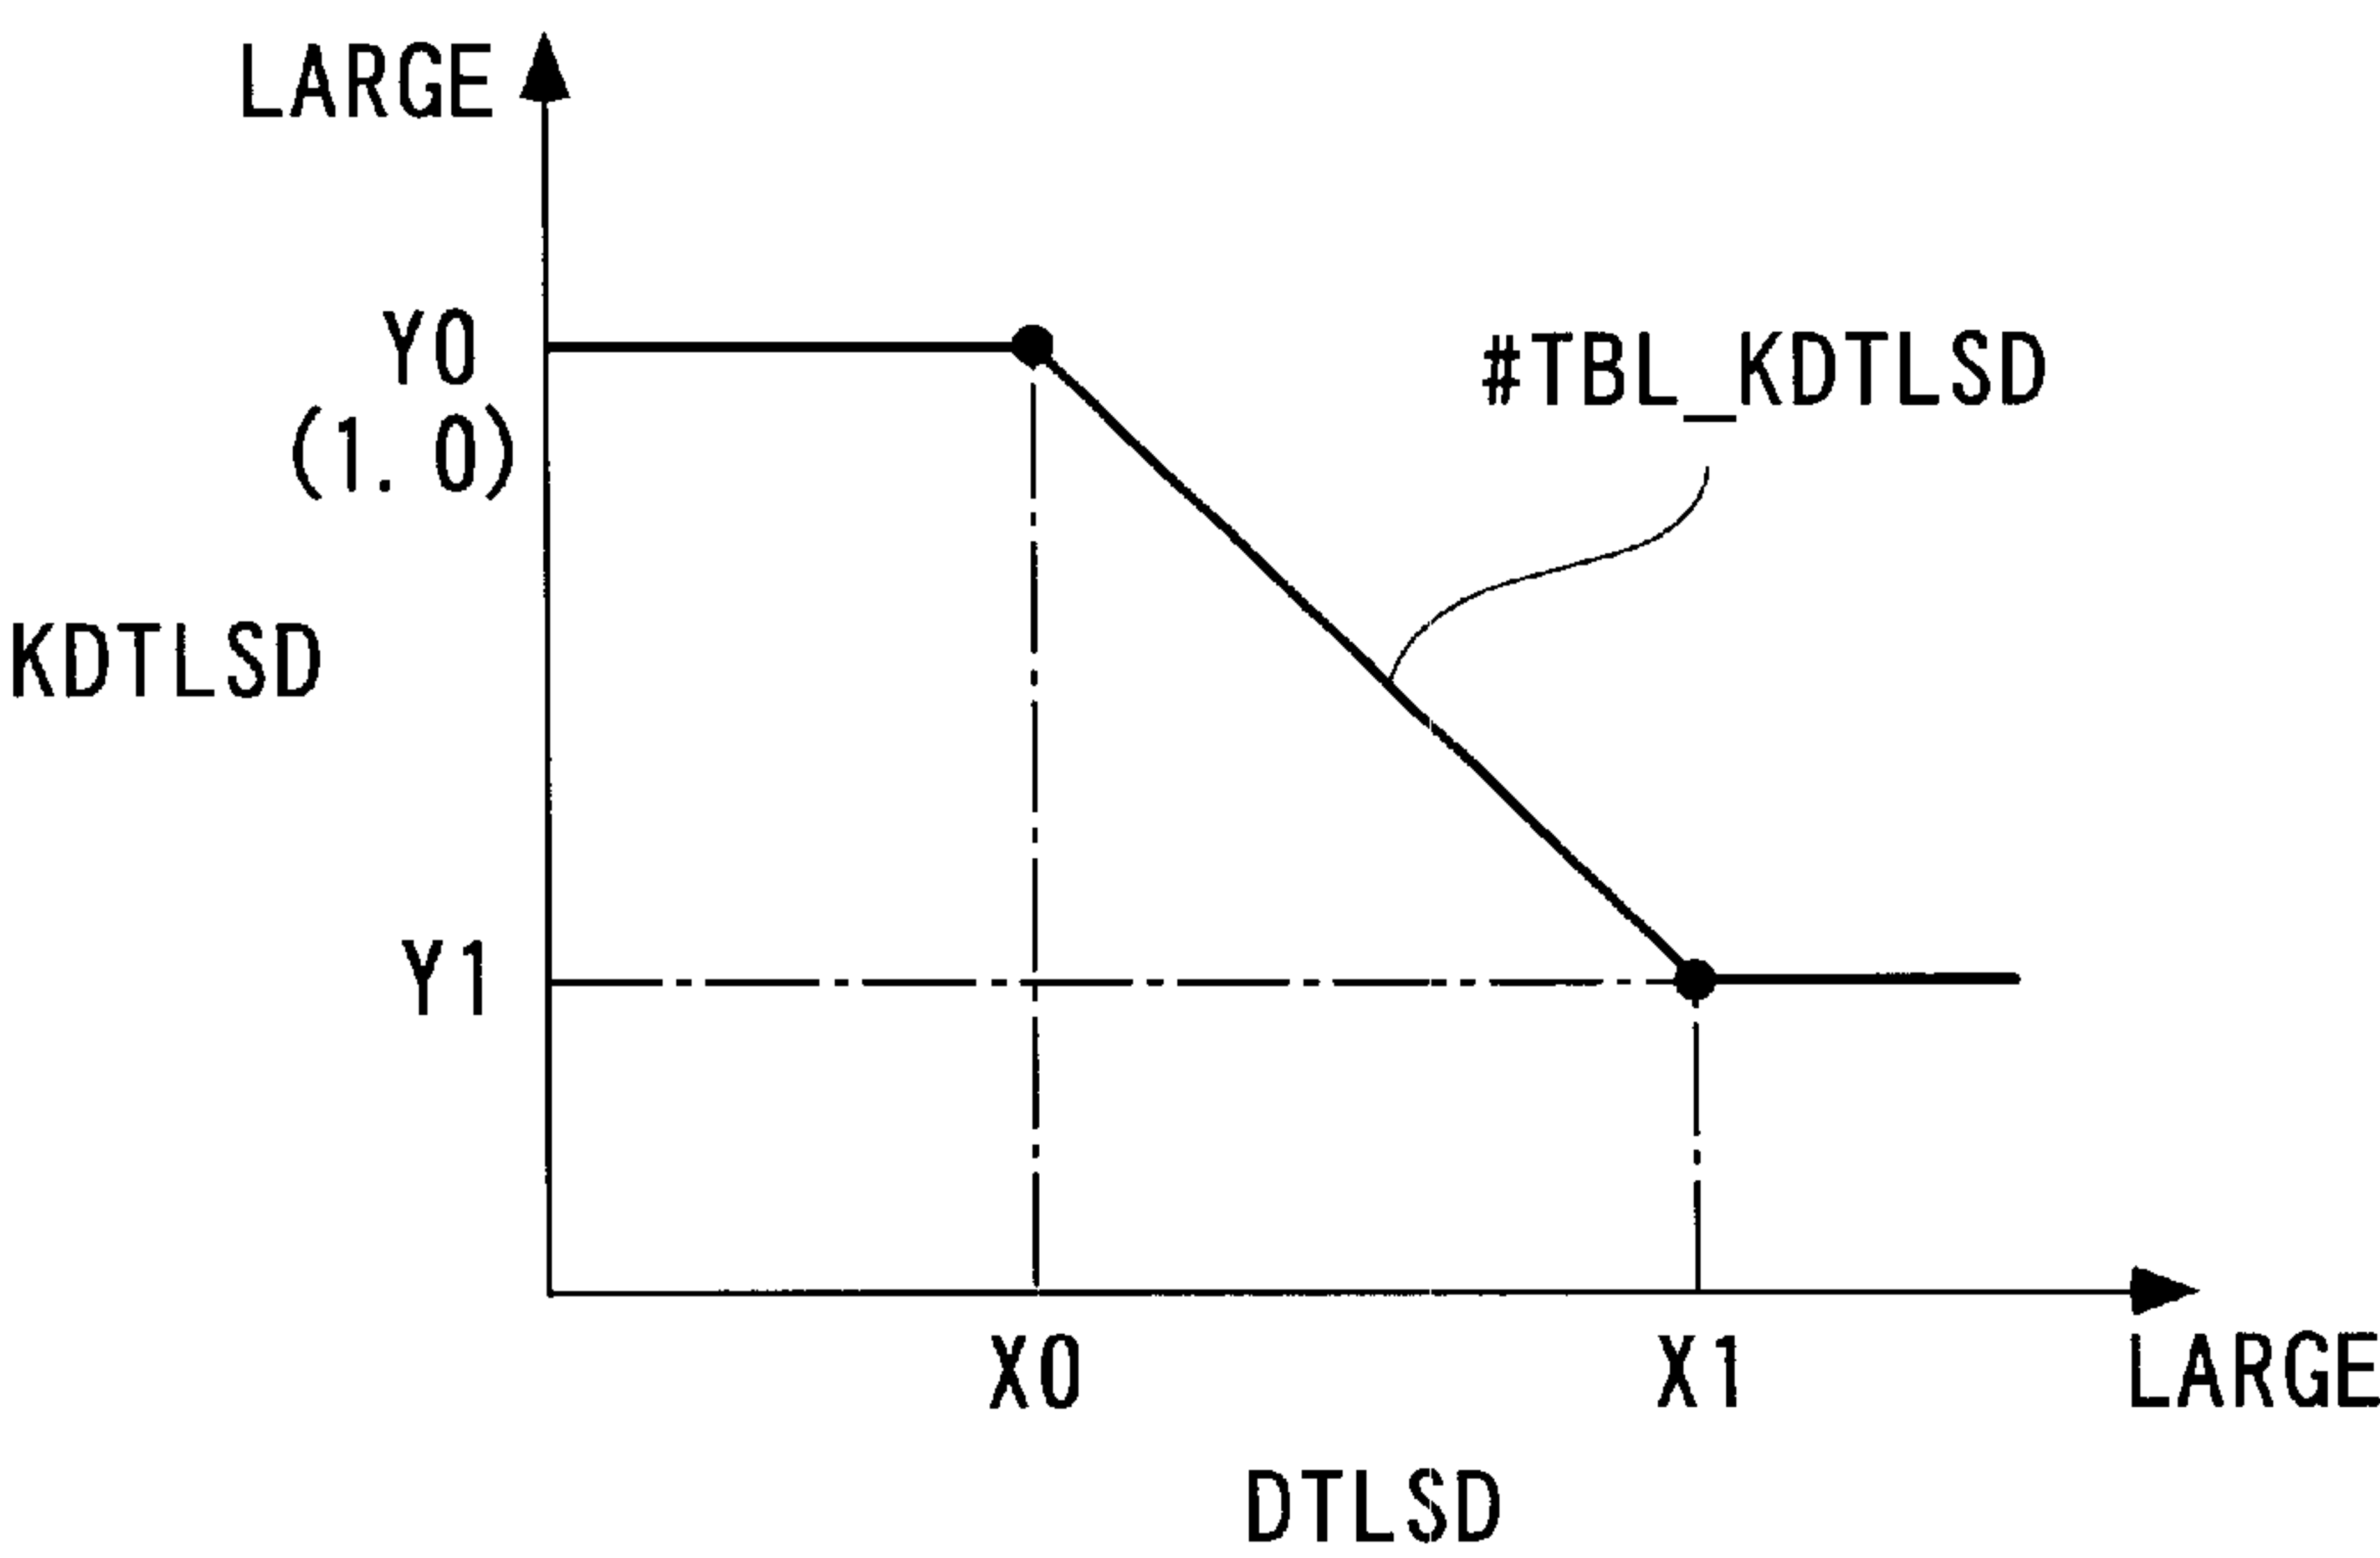 LARGE
Y0
(1.0)
#TBL_KDTLSD
KDTLSD
Y1
X0
X1
LARGE
DTLSD